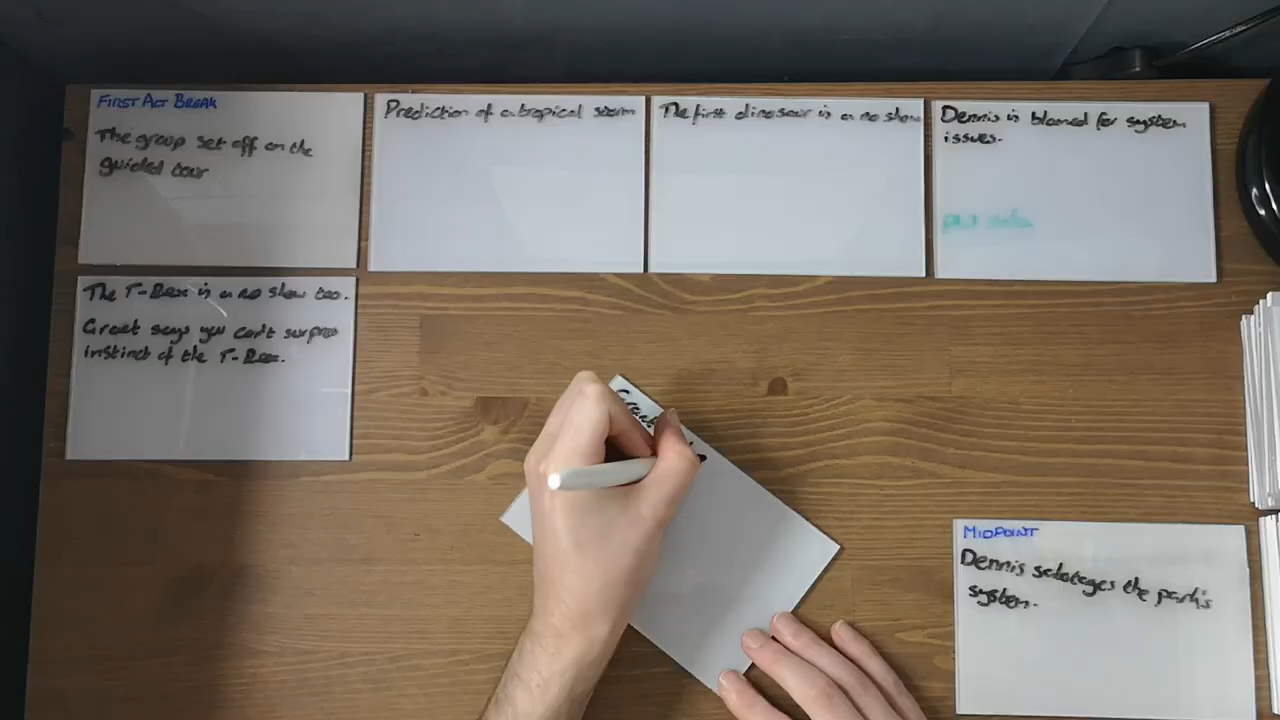 FIRST ACT BREAK
The group set off on the
guided tour
Prediction of a tropical storm
The first dinosaur is a no show
Dennis is blamed for system
issues.
The T-Rex is a no show too.
Grant says you can't surpress
instinct of the T-Rex.
Grant
MIDPOINT
Dennis sabotages the park's
system.